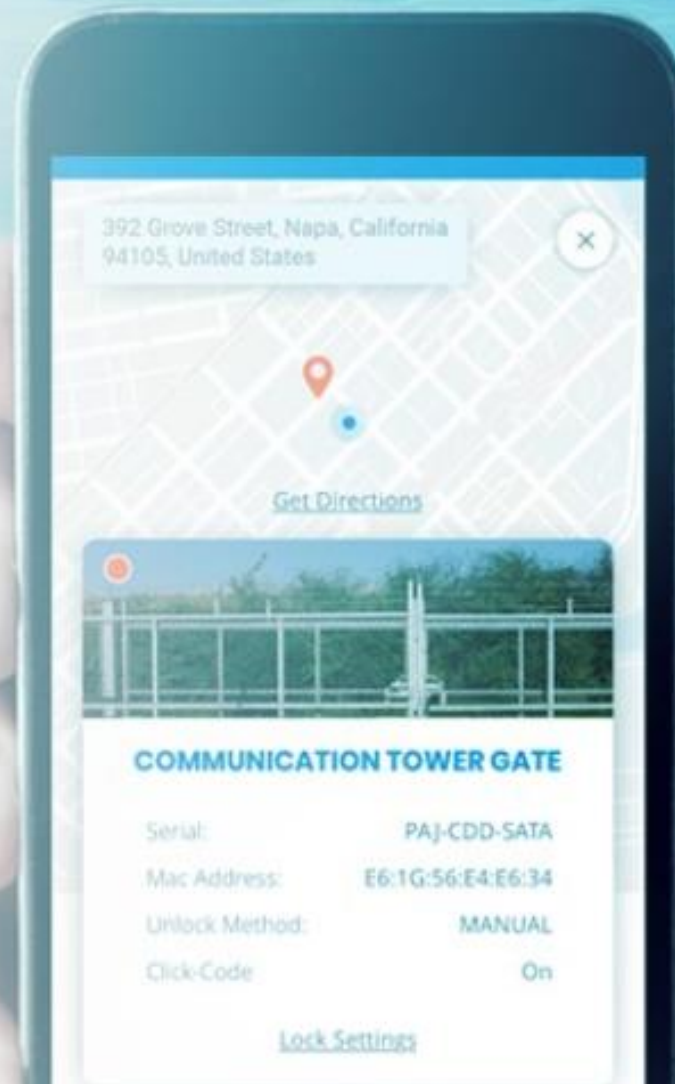 392 Grove Street, Napa, California
94105, United States
Get Directions
COMMUNICATION TOWER GATE
Serial: PAJ-CDD-SATA
Mac Address: E6:1G:56:E4:E6:34
Unlock Method: MANUAL
Click-Code On
Lock Settings